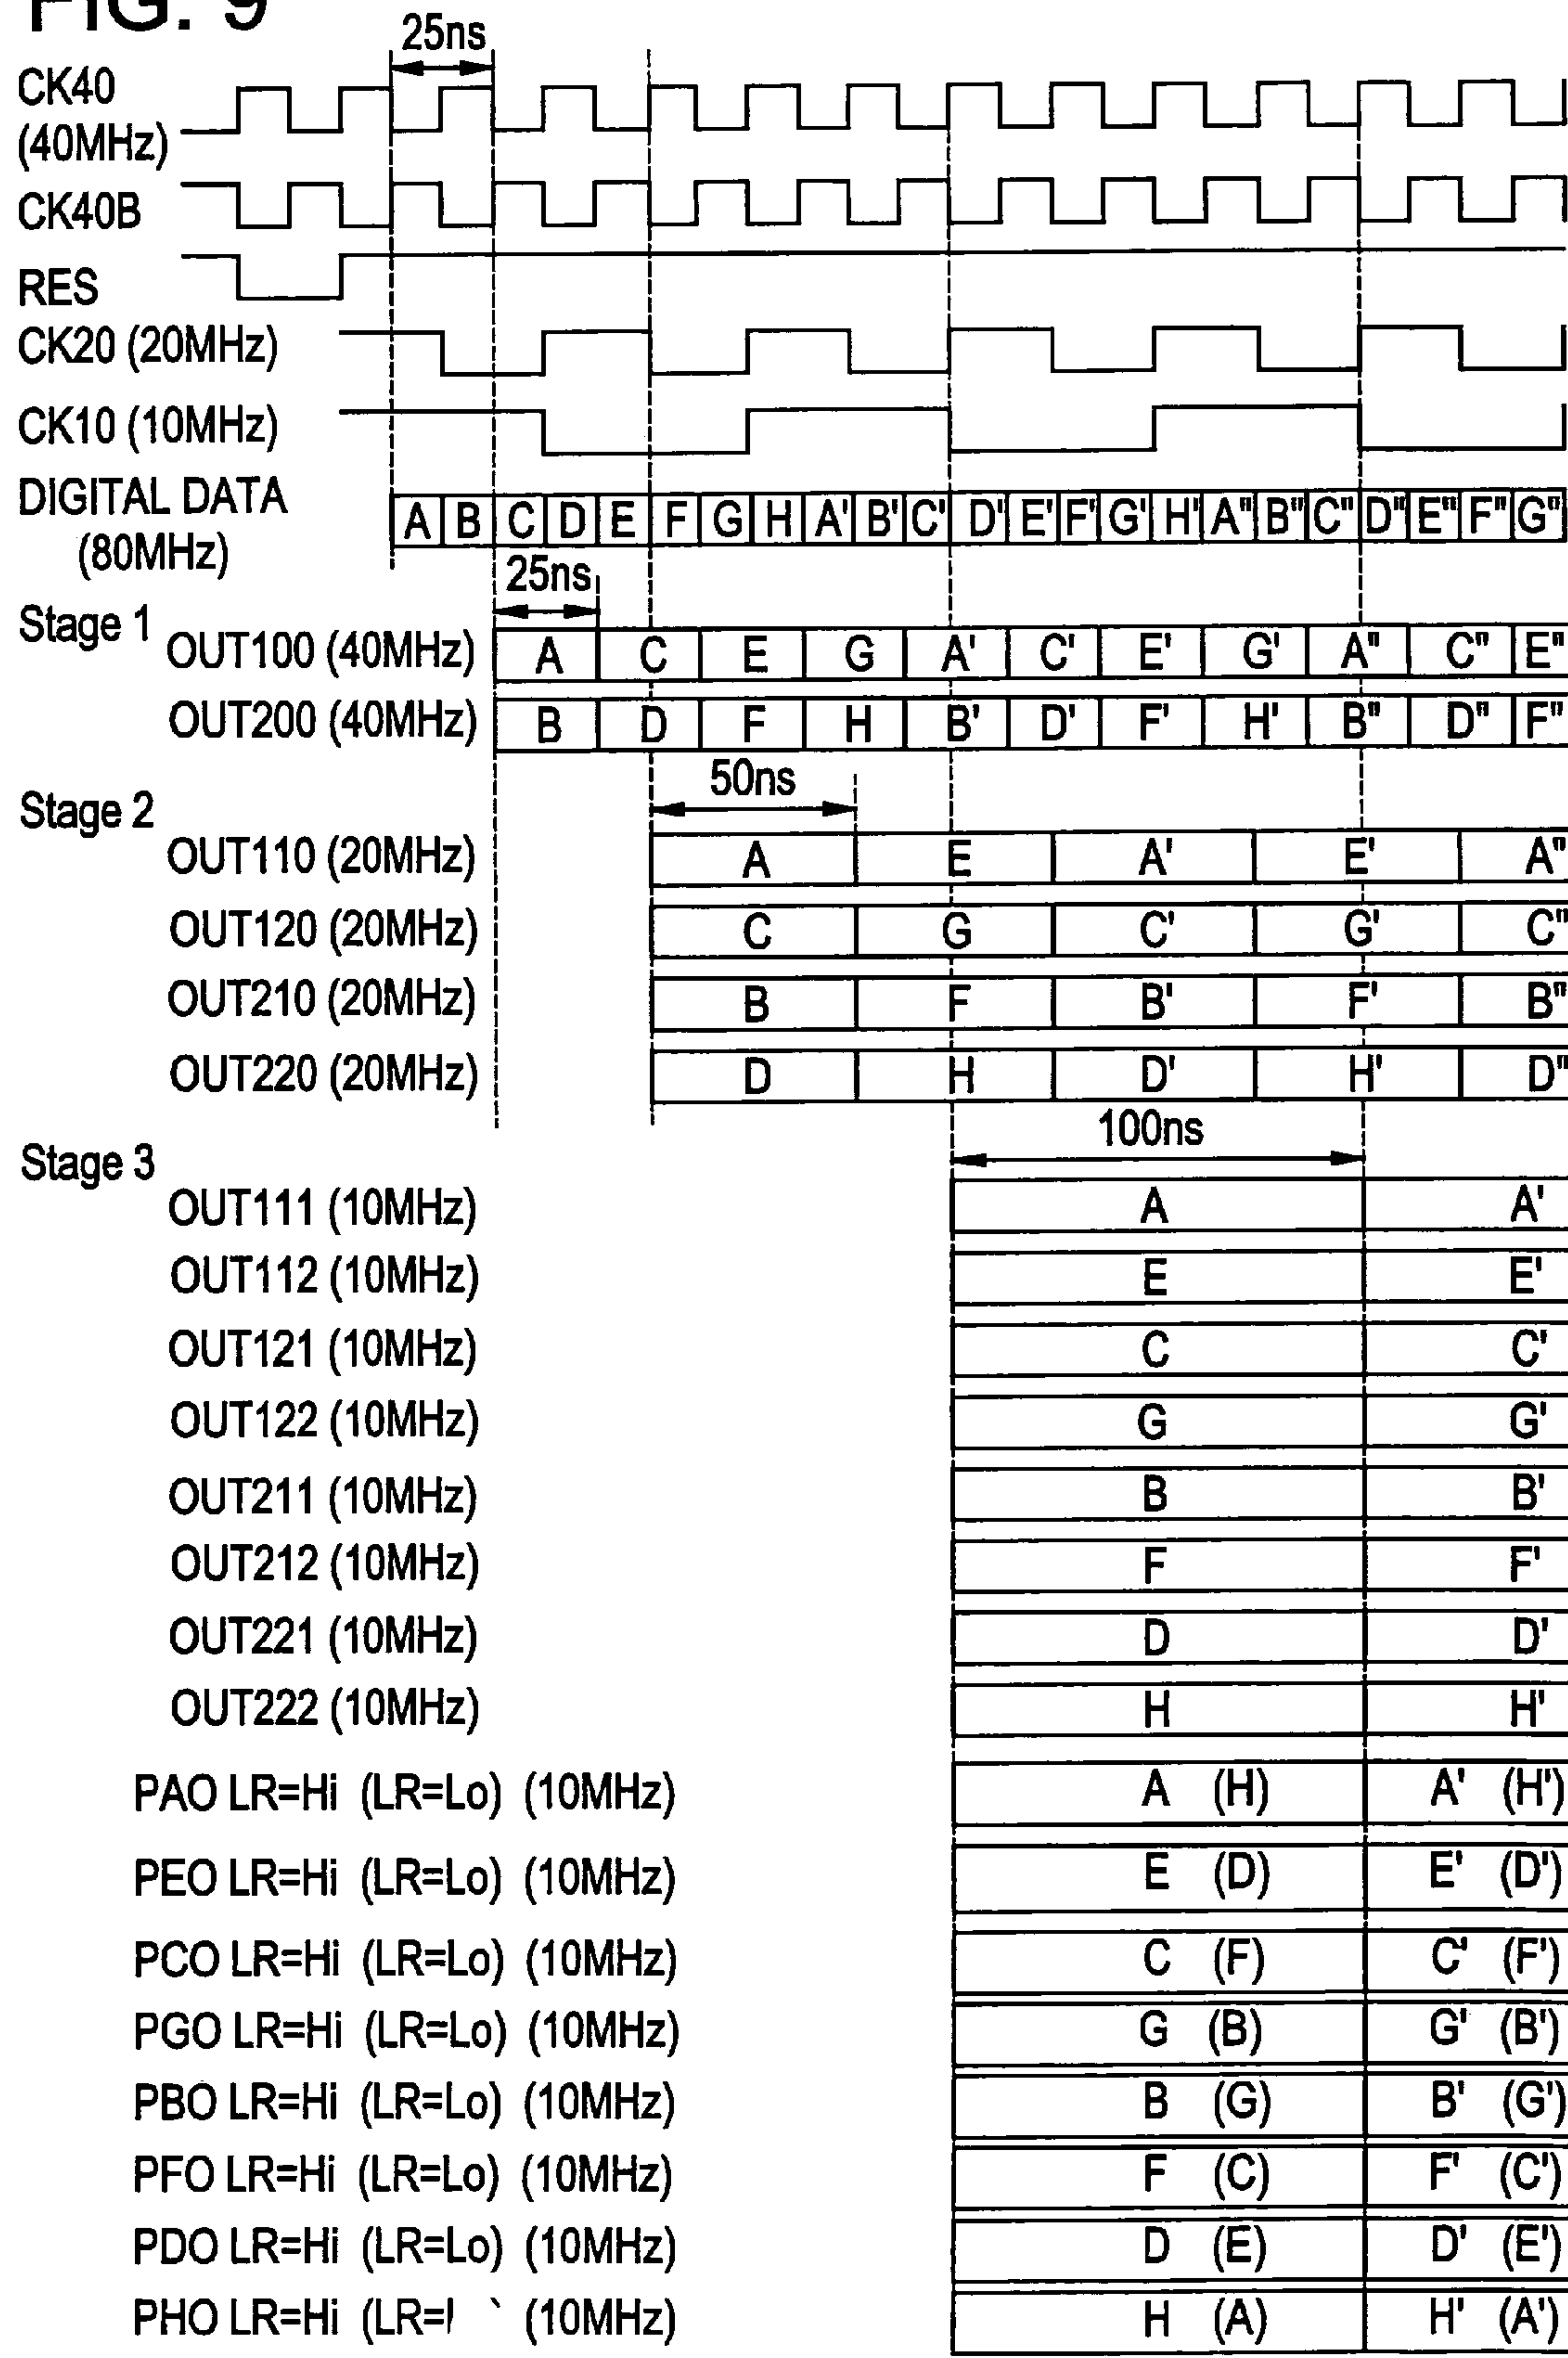 FIG. 9
25ns
CK40
(40MHz)
CK40B
RES
CK20 (20MHz)
CK10 (10MHz)
DIGITAL DATA
(80MHz)
A B C D E F G H A' B' C' D' E' F' G' H' A" B" C" D" E" F" G"
25ns
Stage 1
OUT100 (40MHz) A C E G A' C' E' G' A" C" E"
OUT200 (40MHz) B D F H B' D' F' H' B" D" F"
50ns
Stage 2
OUT110 (20MHz) A E A' E' A"
OUT120 (20MHz) C G C' G' C"
OUT210 (20MHz) B F B' F' B"
OUT220 (20MHz) D H D' H' D"
100ns
Stage 3
OUT111 (10MHz) A A'
OUT112 (10MHz) E E'
OUT121 (10MHz) C C'
OUT122 (10MHz) G G'
OUT211 (10MHz) B B'
OUT212 (10MHz) F F'
OUT221 (10MHz) D D'
OUT222 (10MHz) H H'
PAO LR=Hi (LR=Lo) (10MHz) A (H) A' (H')
PEO LR=Hi (LR=Lo) (10MHz) E (D) E' (D')
PCO LR=Hi (LR=Lo) (10MHz) C (F) C' (F')
PGO LR=Hi (LR=Lo) (10MHz) G (B) G' (B')
PBO LR=Hi (LR=Lo) (10MHz) B (G) B' (G')
PFO LR=Hi (LR=Lo) (10MHz) F (C) F' (C')
PDO LR=Hi (LR=Lo) (10MHz) D (E) D' (E')
PHO LR=Hi (10MHz) H (A) H' (A')